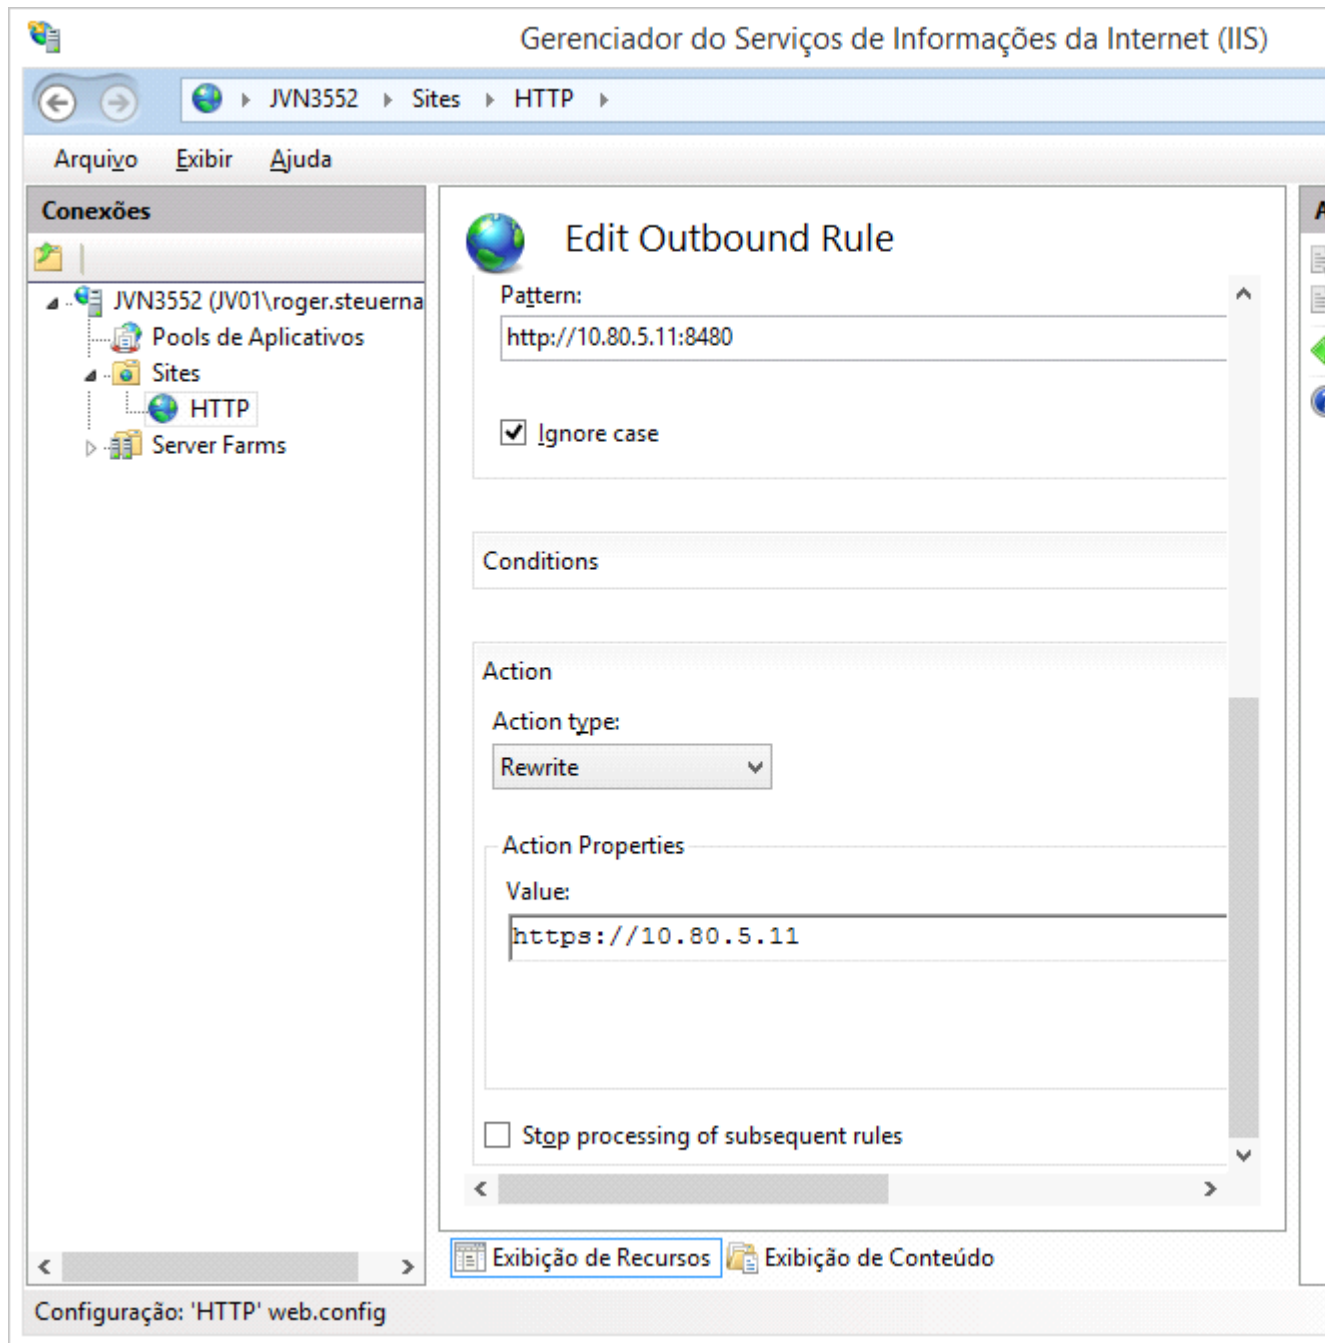 Gerenciador do Serviços de Informações da Internet (IIS)
JVN3552 Sites HTTP
Arquivo Exibir Ajuda
Conexões
JVN3552 (JV01\roger.steuerna
Pools de Aplicativos
Sites
HTTP
Server Farms
Edit Outbound Rule
Pattern:
http://10.80.5.11:8480
Ignore case
Conditions
Action
Action type:
Rewrite
Action Properties
Value:
https://10.80.5.11
Stop processing of subsequent rules
A
Exibição de Recursos Exibição de Conteúdo
Configuração: 'HTTP' web.config